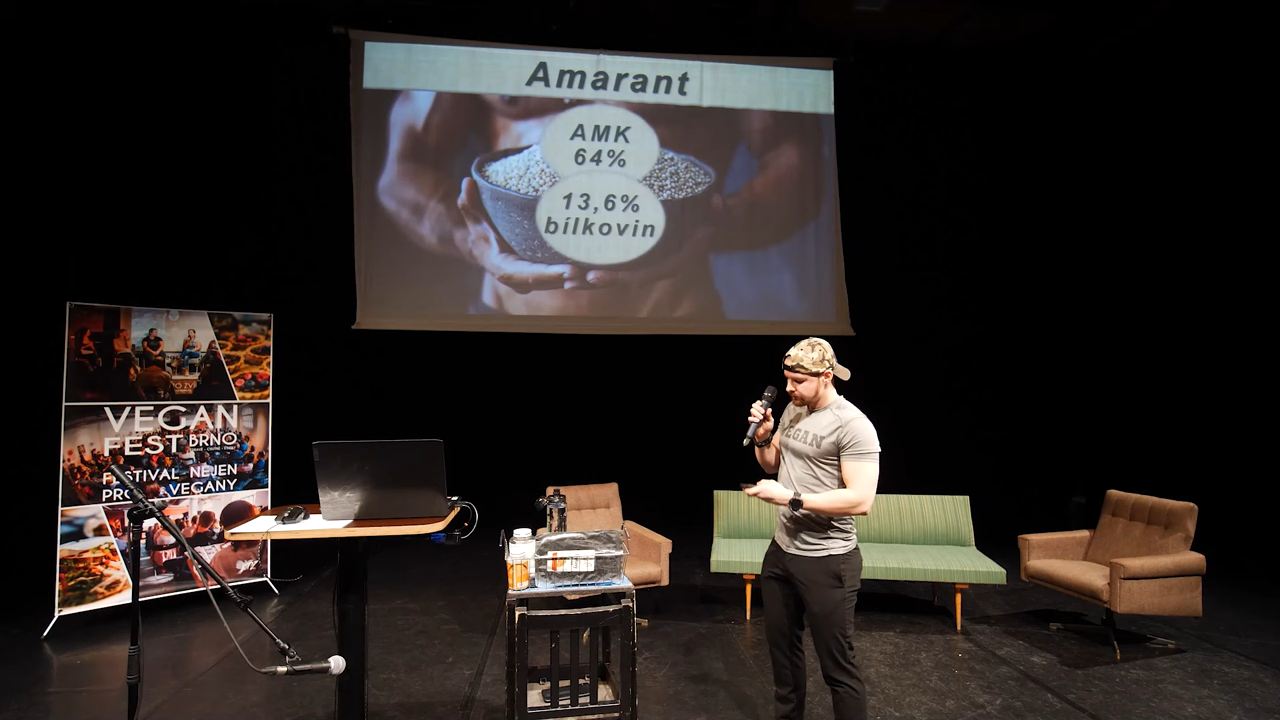 Amarant
AMK
64%
13,6%
bílkovin
VEGAN
FEST BRNO
FESTIVAL NEJEN
PRO VEGANY
VEGAN